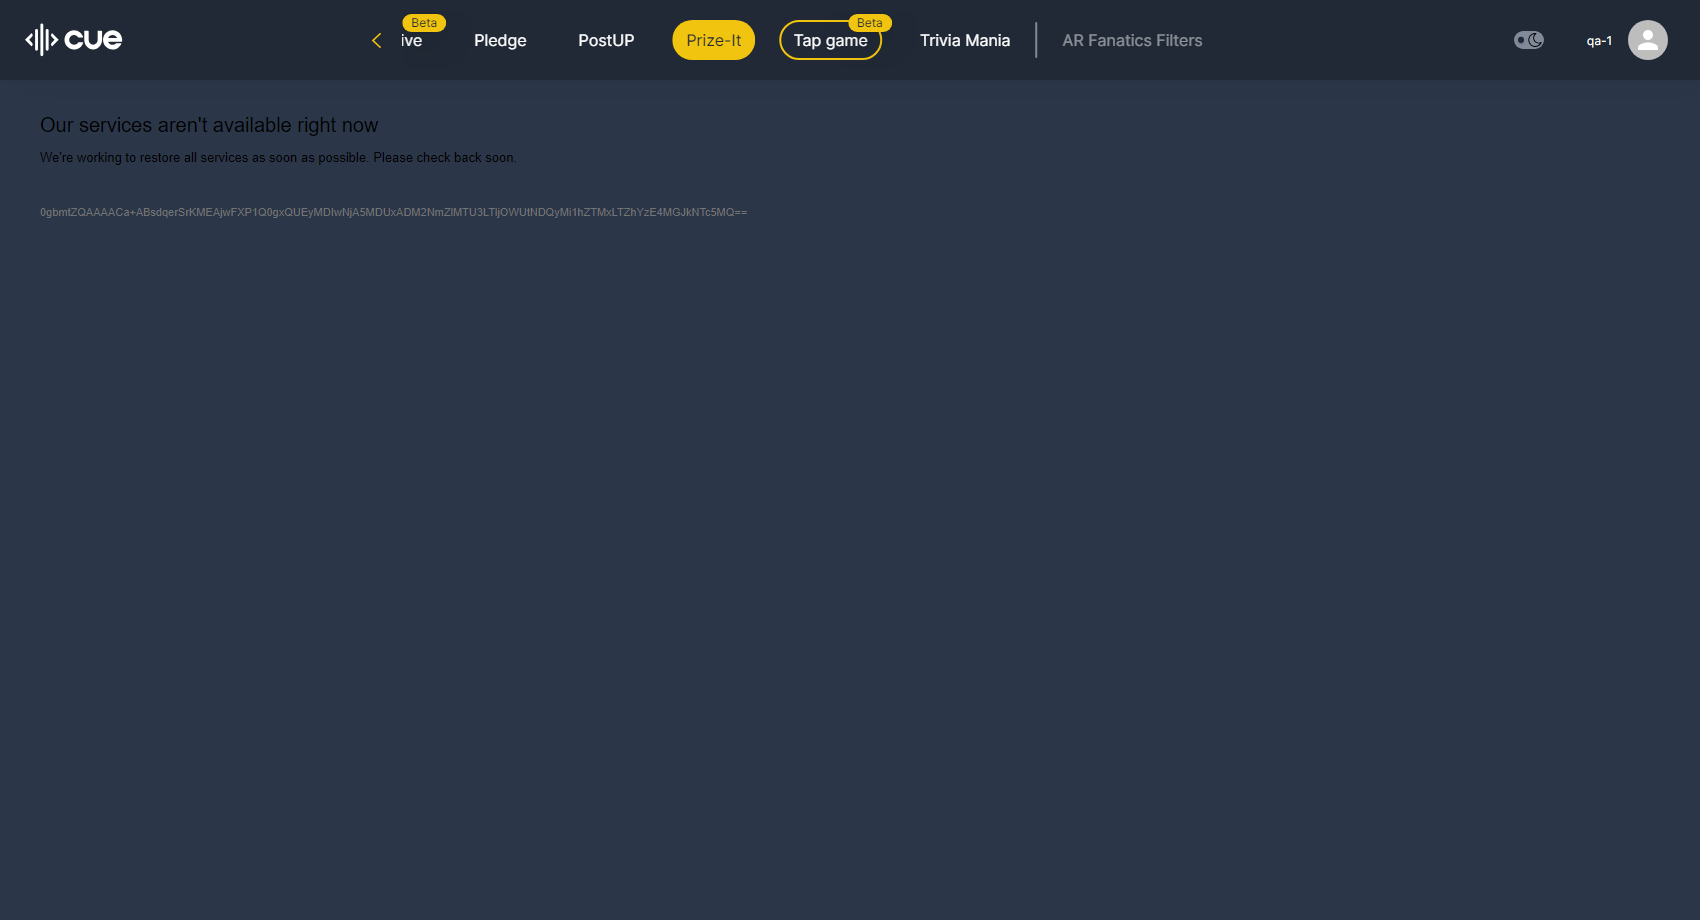 cue
Beta
ive
Pledge
PostUP
Prize-It
Beta
Tap game
Trivia Mania
AR Fanatics Filters
qa-1
Our services aren't available right now
We're working to restore all services as soon as possible. Please check back soon.